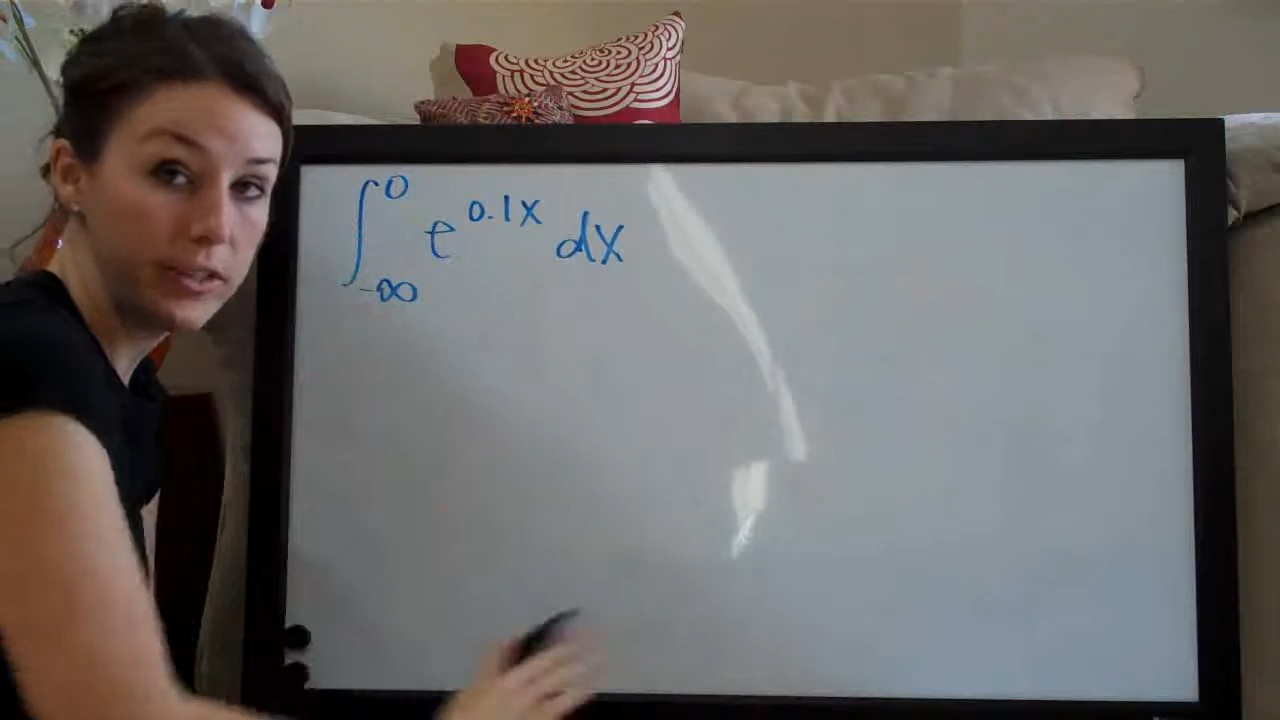 ∫_{-∞}^{0} e^{0.1x} dx